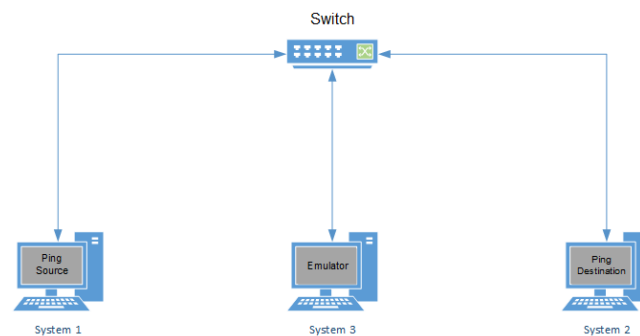 Switch
Ping
Source
Emulator
Ping
Destination
System 1
System 3
System 2